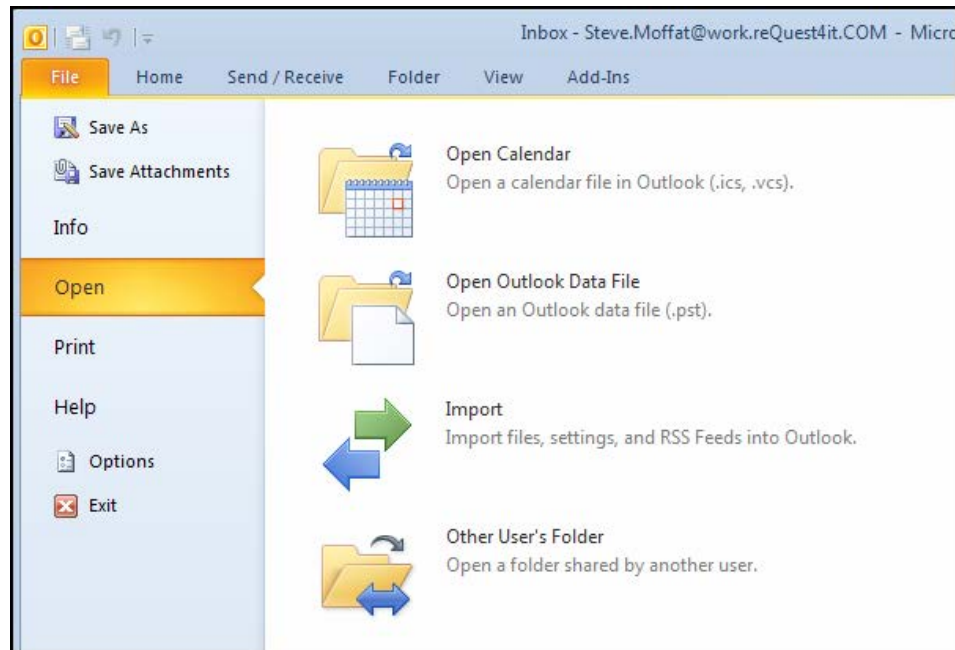 Inbox - Steve.Moffat@work.reQuest4it.COM - Micro
File Home Send / Receive Folder View Add-Ins
Save As
Save Attachments
Info
Open
Print
Help
Options
Exit
Open Calendar
Open a calendar file in Outlook (.ics, .vcs).
Open Outlook Data File
Open an Outlook data file (.pst).
Import
Import files, settings, and RSS Feeds into Outlook.
Other User's Folder
Open a folder shared by another user.